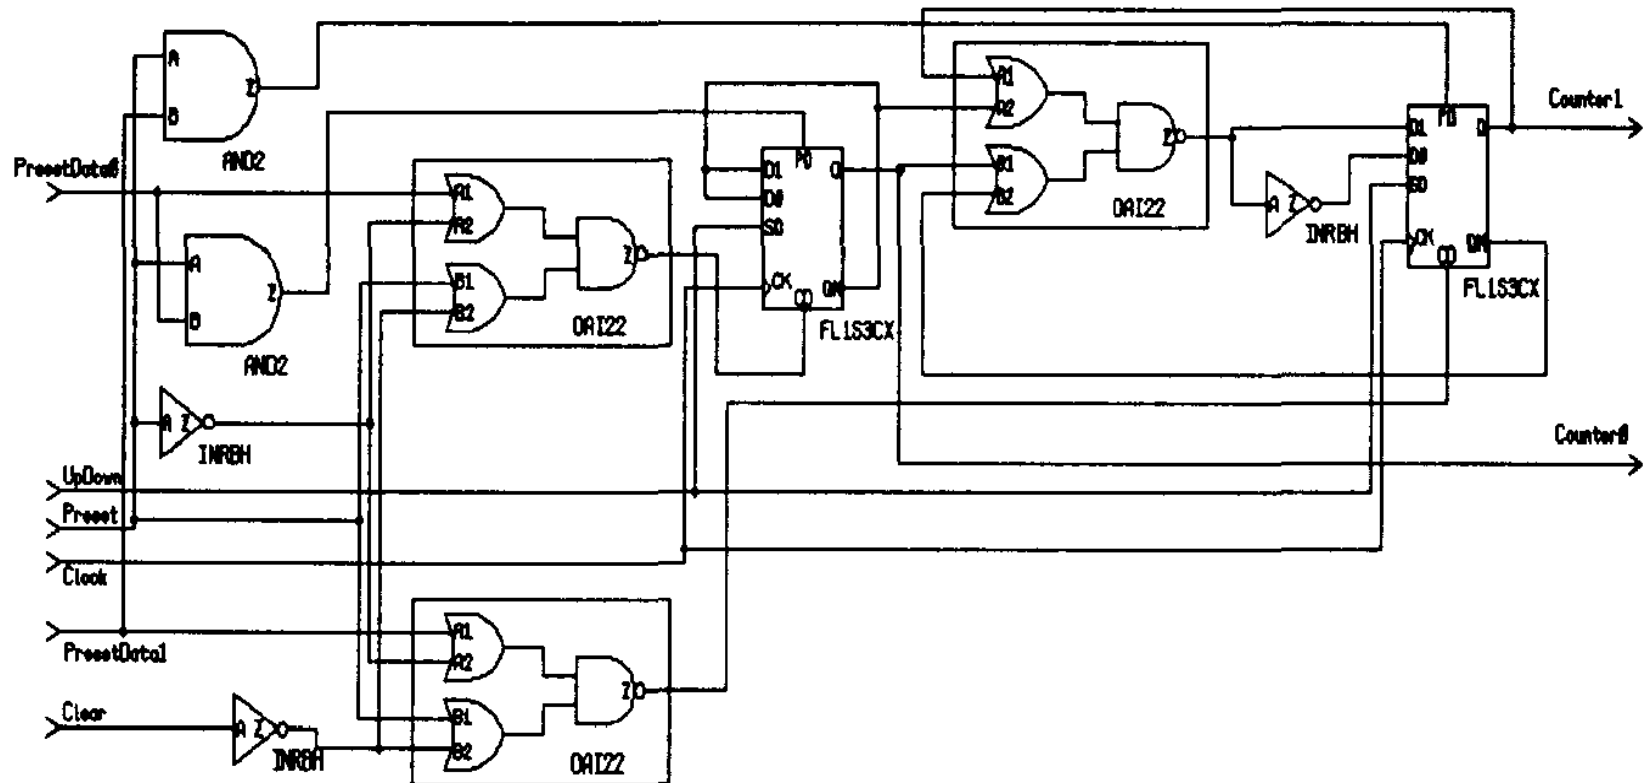 A
B
Z
AND2
PresetData0
A
B
Z
AND2
A Z
INRBH
UpDown
Preset
Clock
PresetData1
Clear
A Z
INRBH
A1
A2
B1
B2
Z
OAI22
A1
A2
B1
B2
Z
OAI22
PD
D1
D0
SD
CK
CD
Q
QN
FL1S3CX
A1
A2
B1
B2
Z
OAI22
A Z
INRBH
PD
D1
D0
SD
CK
CD
Q
QN
FL1S3CX
Counter1
Counter0